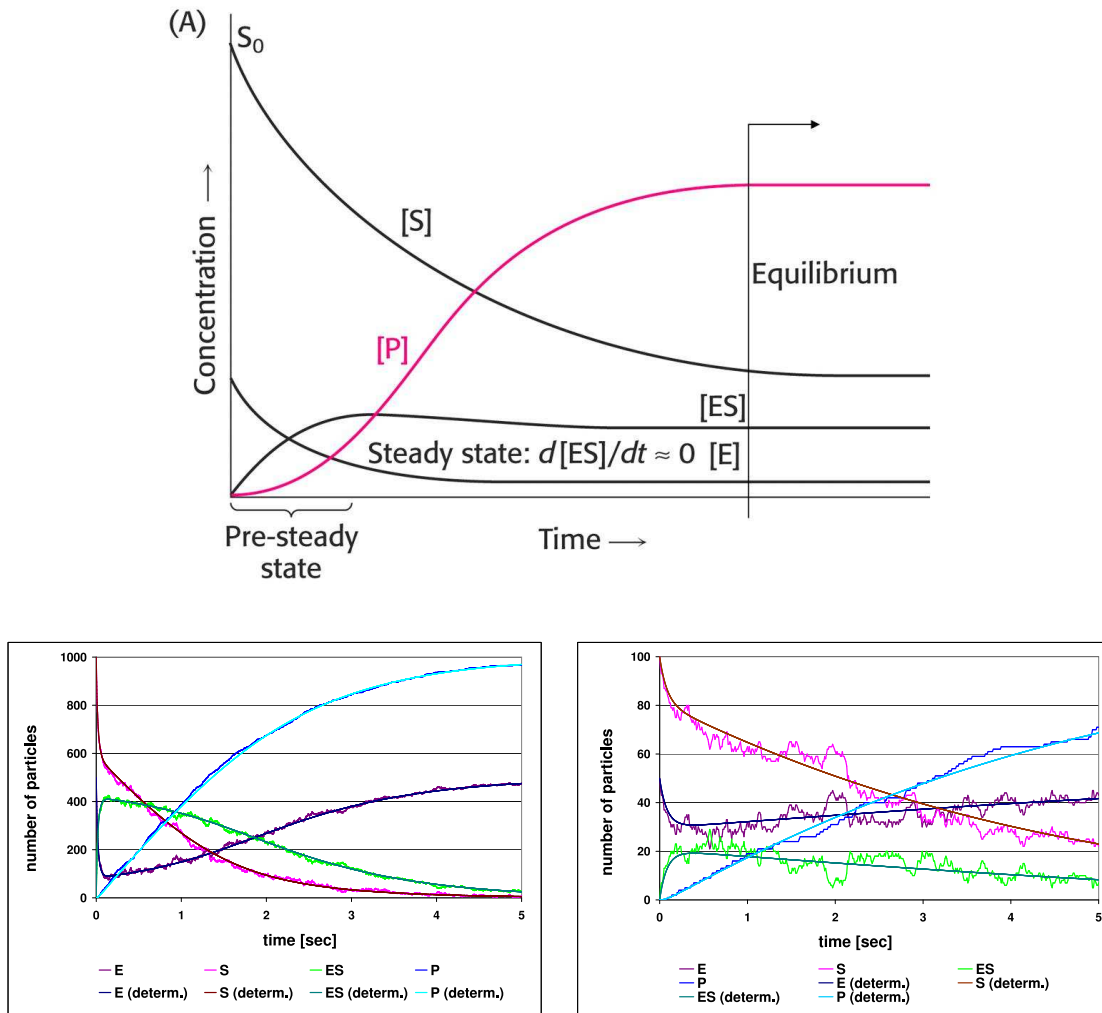 (A)
S₀
[S]
Equilibrium
[P]
[ES]
Steady state: d[ES]/dt ≈ 0 [E]
Concentration →
Pre-steady
state
Time →
1000
800
600
400
200
0
number of particles
0 1 2 3 4 5
time [sec]
E S ES P
E (determ.) S (determ.) ES (determ.) P (determ.)
100
80
60
40
20
0
number of particles
0 1 2 3 4 5
time [sec]
E S ES
P E (determ.) S (determ.)
ES (determ.) P (determ.)